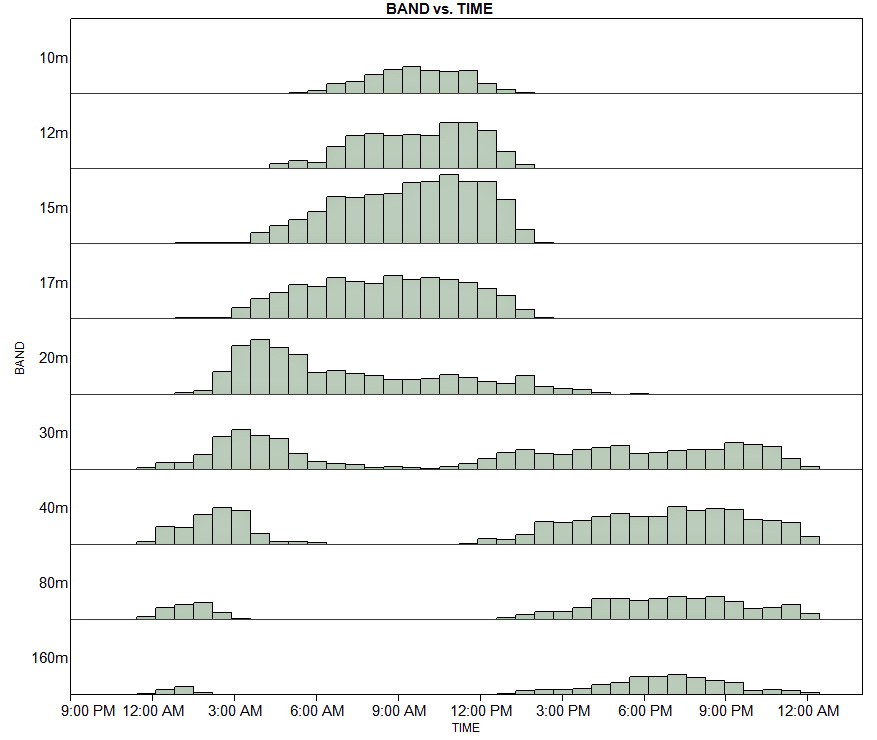 BAND vs. TIME
10m
12m
15m
17m
20m
30m
40m
80m
160m
BAND
9:00 PM 12:00 AM 3:00 AM 6:00 AM 9:00 AM 12:00 PM 3:00 PM 6:00 PM 9:00 PM 12:00 AM
TIME